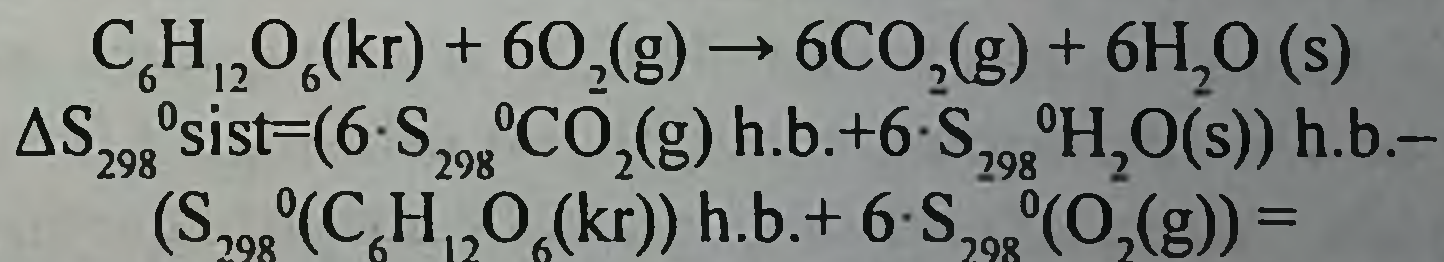 C₆H₁₂O₆(kr) + 6O₂(g) → 6CO₂(g) + 6H₂O (s)
ΔS₂₉₈⁰sist=(6·S₂₉₈⁰CO₂(g) h.b.+6·S₂₉₈⁰H₂O(s)) h.b.–
(S₂₉₈⁰(C₆H₁₂O₆(kr)) h.b.+ 6·S₂₉₈⁰(O₂(g)) =